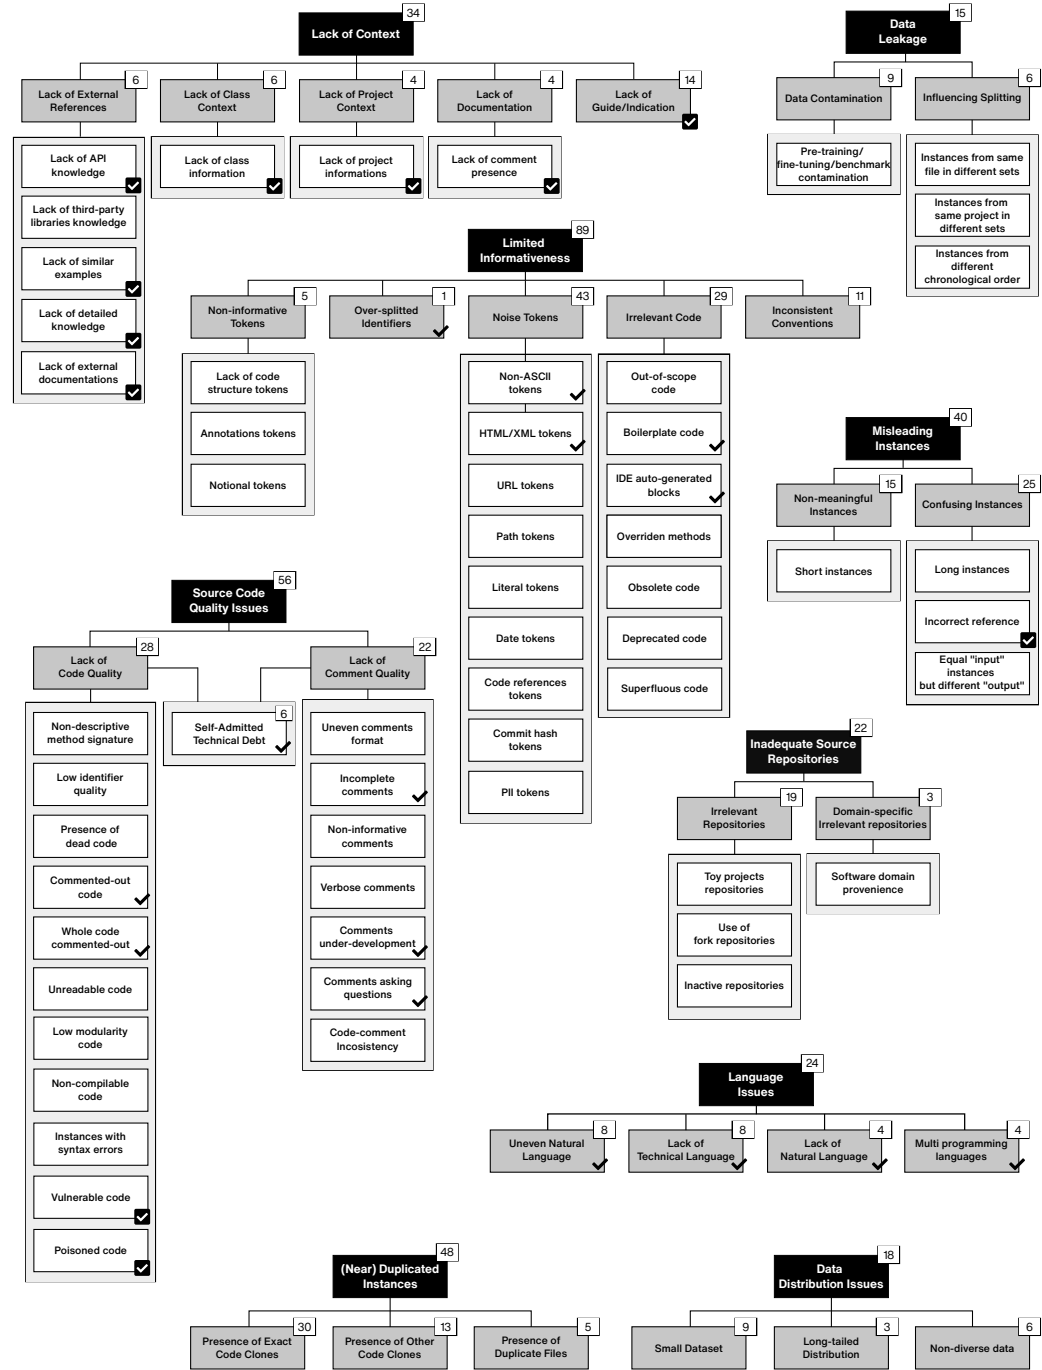 34
Lack of Context
6
Lack of External
References
6
Lack of Class
Context
4
Lack of Project
Context
4
Lack of
Documentation
14
Lack of
Guide/Indication
Lack of API
knowledge
Lack of third-party
libraries knowledge
Lack of similar
examples
Lack of detailed
knowledge
Lack of external
documentations
Lack of class
information
Lack of project
informations
Lack of comment
presence
15
Data
Leakage
9
Data Contamination
6
Influencing Splitting
Pre-training/
fine-tuning/benchmark
contamination
Instances from same
file in different sets
Instances from
same project in
different sets
Instances from
different
chronological order
89
Limited
Informativeness
5
Non-informative
Tokens
1
Over-splitted
Identifiers
43
Noise Tokens
29
Irrelevant Code
11
Inconsistent
Conventions
Lack of code
structure tokens
Annotations tokens
Notional tokens
Non-ASCII
tokens
HTML/XML tokens
URL tokens
Path tokens
Literal tokens
Date tokens
Code references
tokens
Commit hash
tokens
PII tokens
Out-of-scope
code
Boilerplate code
IDE auto-generated
blocks
Overriden methods
Obsolete code
Deprecated code
Superfluous code
40
Misleading
Instances
15
Non-meaningful
Instances
25
Confusing Instances
Short instances
Long instances
Incorrect reference
Equal "input"
instances
but different "output"
56
Source Code
Quality Issues
28
Lack of
Code Quality
22
Lack of
Comment Quality
6
Self-Admitted
Technical Debt
Non-descriptive
method signature
Low identifier
quality
Presence of
dead code
Commented-out
code
Whole code
commented-out
Unreadable code
Low modularity
code
Non-compilable
code
Instances with
syntax errors
Vulnerable code
Poisoned code
Uneven comments
format
Incomplete
comments
Non-informative
comments
Verbose comments
Comments
under-development
Comments asking
questions
Code-comment
Incosistency
22
Inadequate Source
Repositories
19
Irrelevant
Repositories
3
Domain-specific
Irrelevant repositories
Toy projects
repositories
Use of
fork repositories
Inactive repositories
Software domain
provenience
24
Language
Issues
8
Uneven Natural
Language
8
Lack of
Technical Language
4
Lack of
Natural Language
4
Multi programming
languages
48
(Near) Duplicated
Instances
30
Presence of Exact
Code Clones
13
Presence of Other
Code Clones
5
Presence of
Duplicate Files
18
Data
Distribution Issues
9
Small Dataset
3
Long-tailed
Distribution
6
Non-diverse data